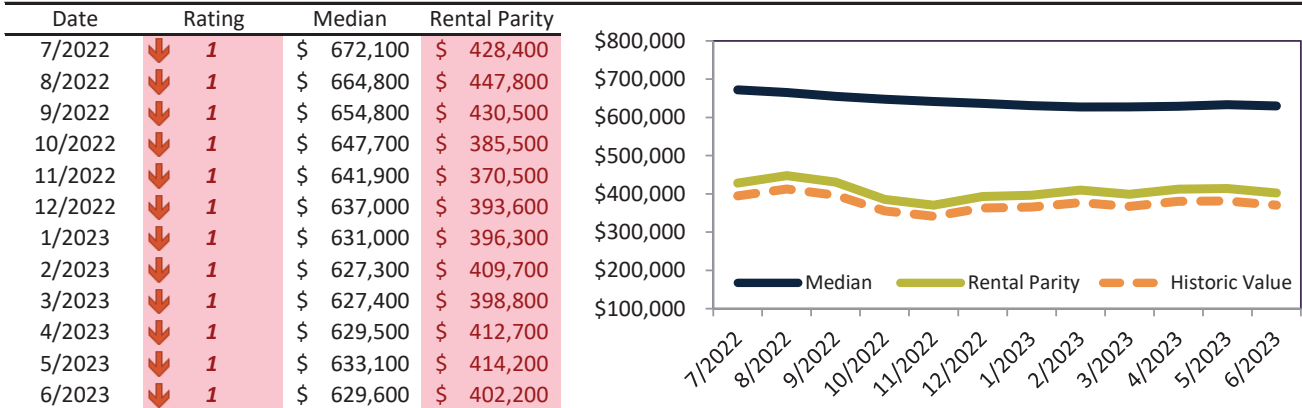 Date Rating Median Rental Parity
7/2022 1 $ 672,100 $ 428,400
8/2022 1 $ 664,800 $ 447,800
9/2022 1 $ 654,800 $ 430,500
10/2022 1 $ 647,700 $ 385,500
11/2022 1 $ 641,900 $ 370,500
12/2022 1 $ 637,000 $ 393,600
1/2023 1 $ 631,000 $ 396,300
2/2023 1 $ 627,300 $ 409,700
3/2023 1 $ 627,400 $ 398,800
4/2023 1 $ 629,500 $ 412,700
5/2023 1 $ 633,100 $ 414,200
6/2023 1 $ 629,600 $ 402,200
$800,000
$700,000
$600,000
$500,000
$400,000
$300,000
$200,000
$100,000
Median Rental Parity Historic Value
7/2022 8/2022 9/2022 10/2022 11/2022 12/2022 1/2023 2/2023 3/2023 4/2023 5/2023 6/2023